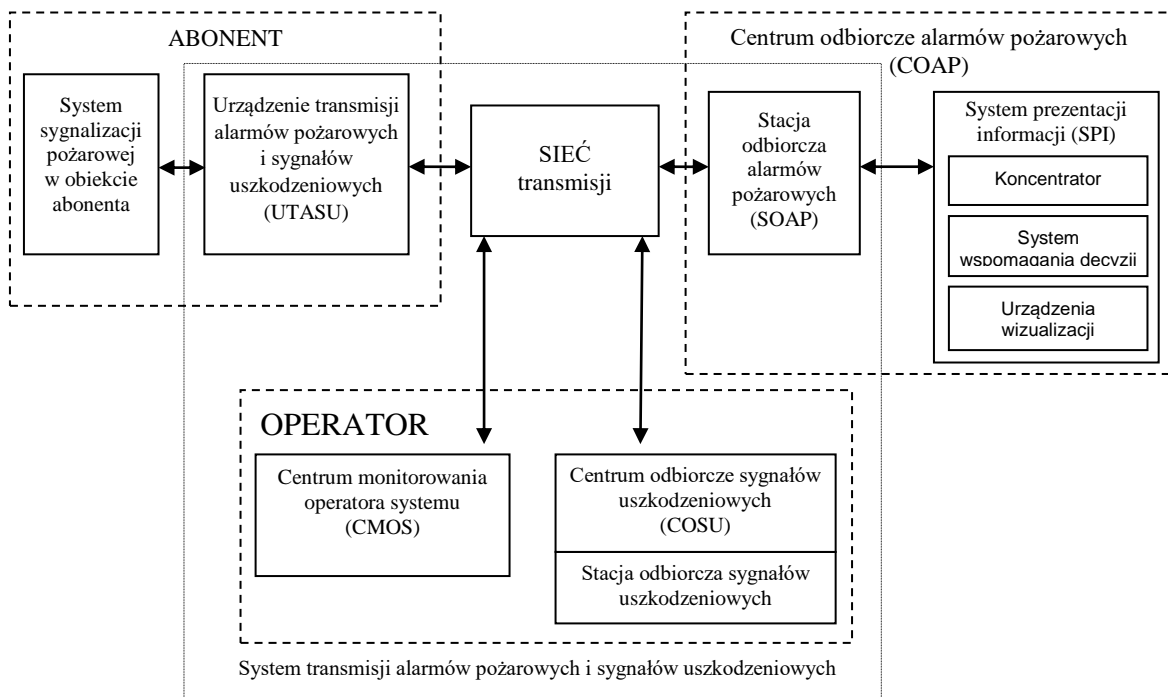 ABONENT
System
sygnalizacji
pożarowej
w obiekcie
abonenta
Urządzenie transmisji
alarmów pożarowych
i sygnałów
uszkodzeniowych
(UTASU)
SIEĆ
transmisji
Centrum odbiorcze alarmów pożarowych
(COAP)
Stacja
odbiorcza
alarmów
pożarowych
(SOAP)
System prezentacji
informacji (SPI)
Koncentrator
System
wspomagania decyzji
Urządzenia
wizualizacji
OPERATOR
Centrum monitorowania
operatora systemu
(CMOS)
Centrum odbiorcze sygnałów
uszkodzeniowych
(COSU)
Stacja odbiorcza sygnałów
uszkodzeniowych
System transmisji alarmów pożarowych i sygnałów uszkodzeniowych